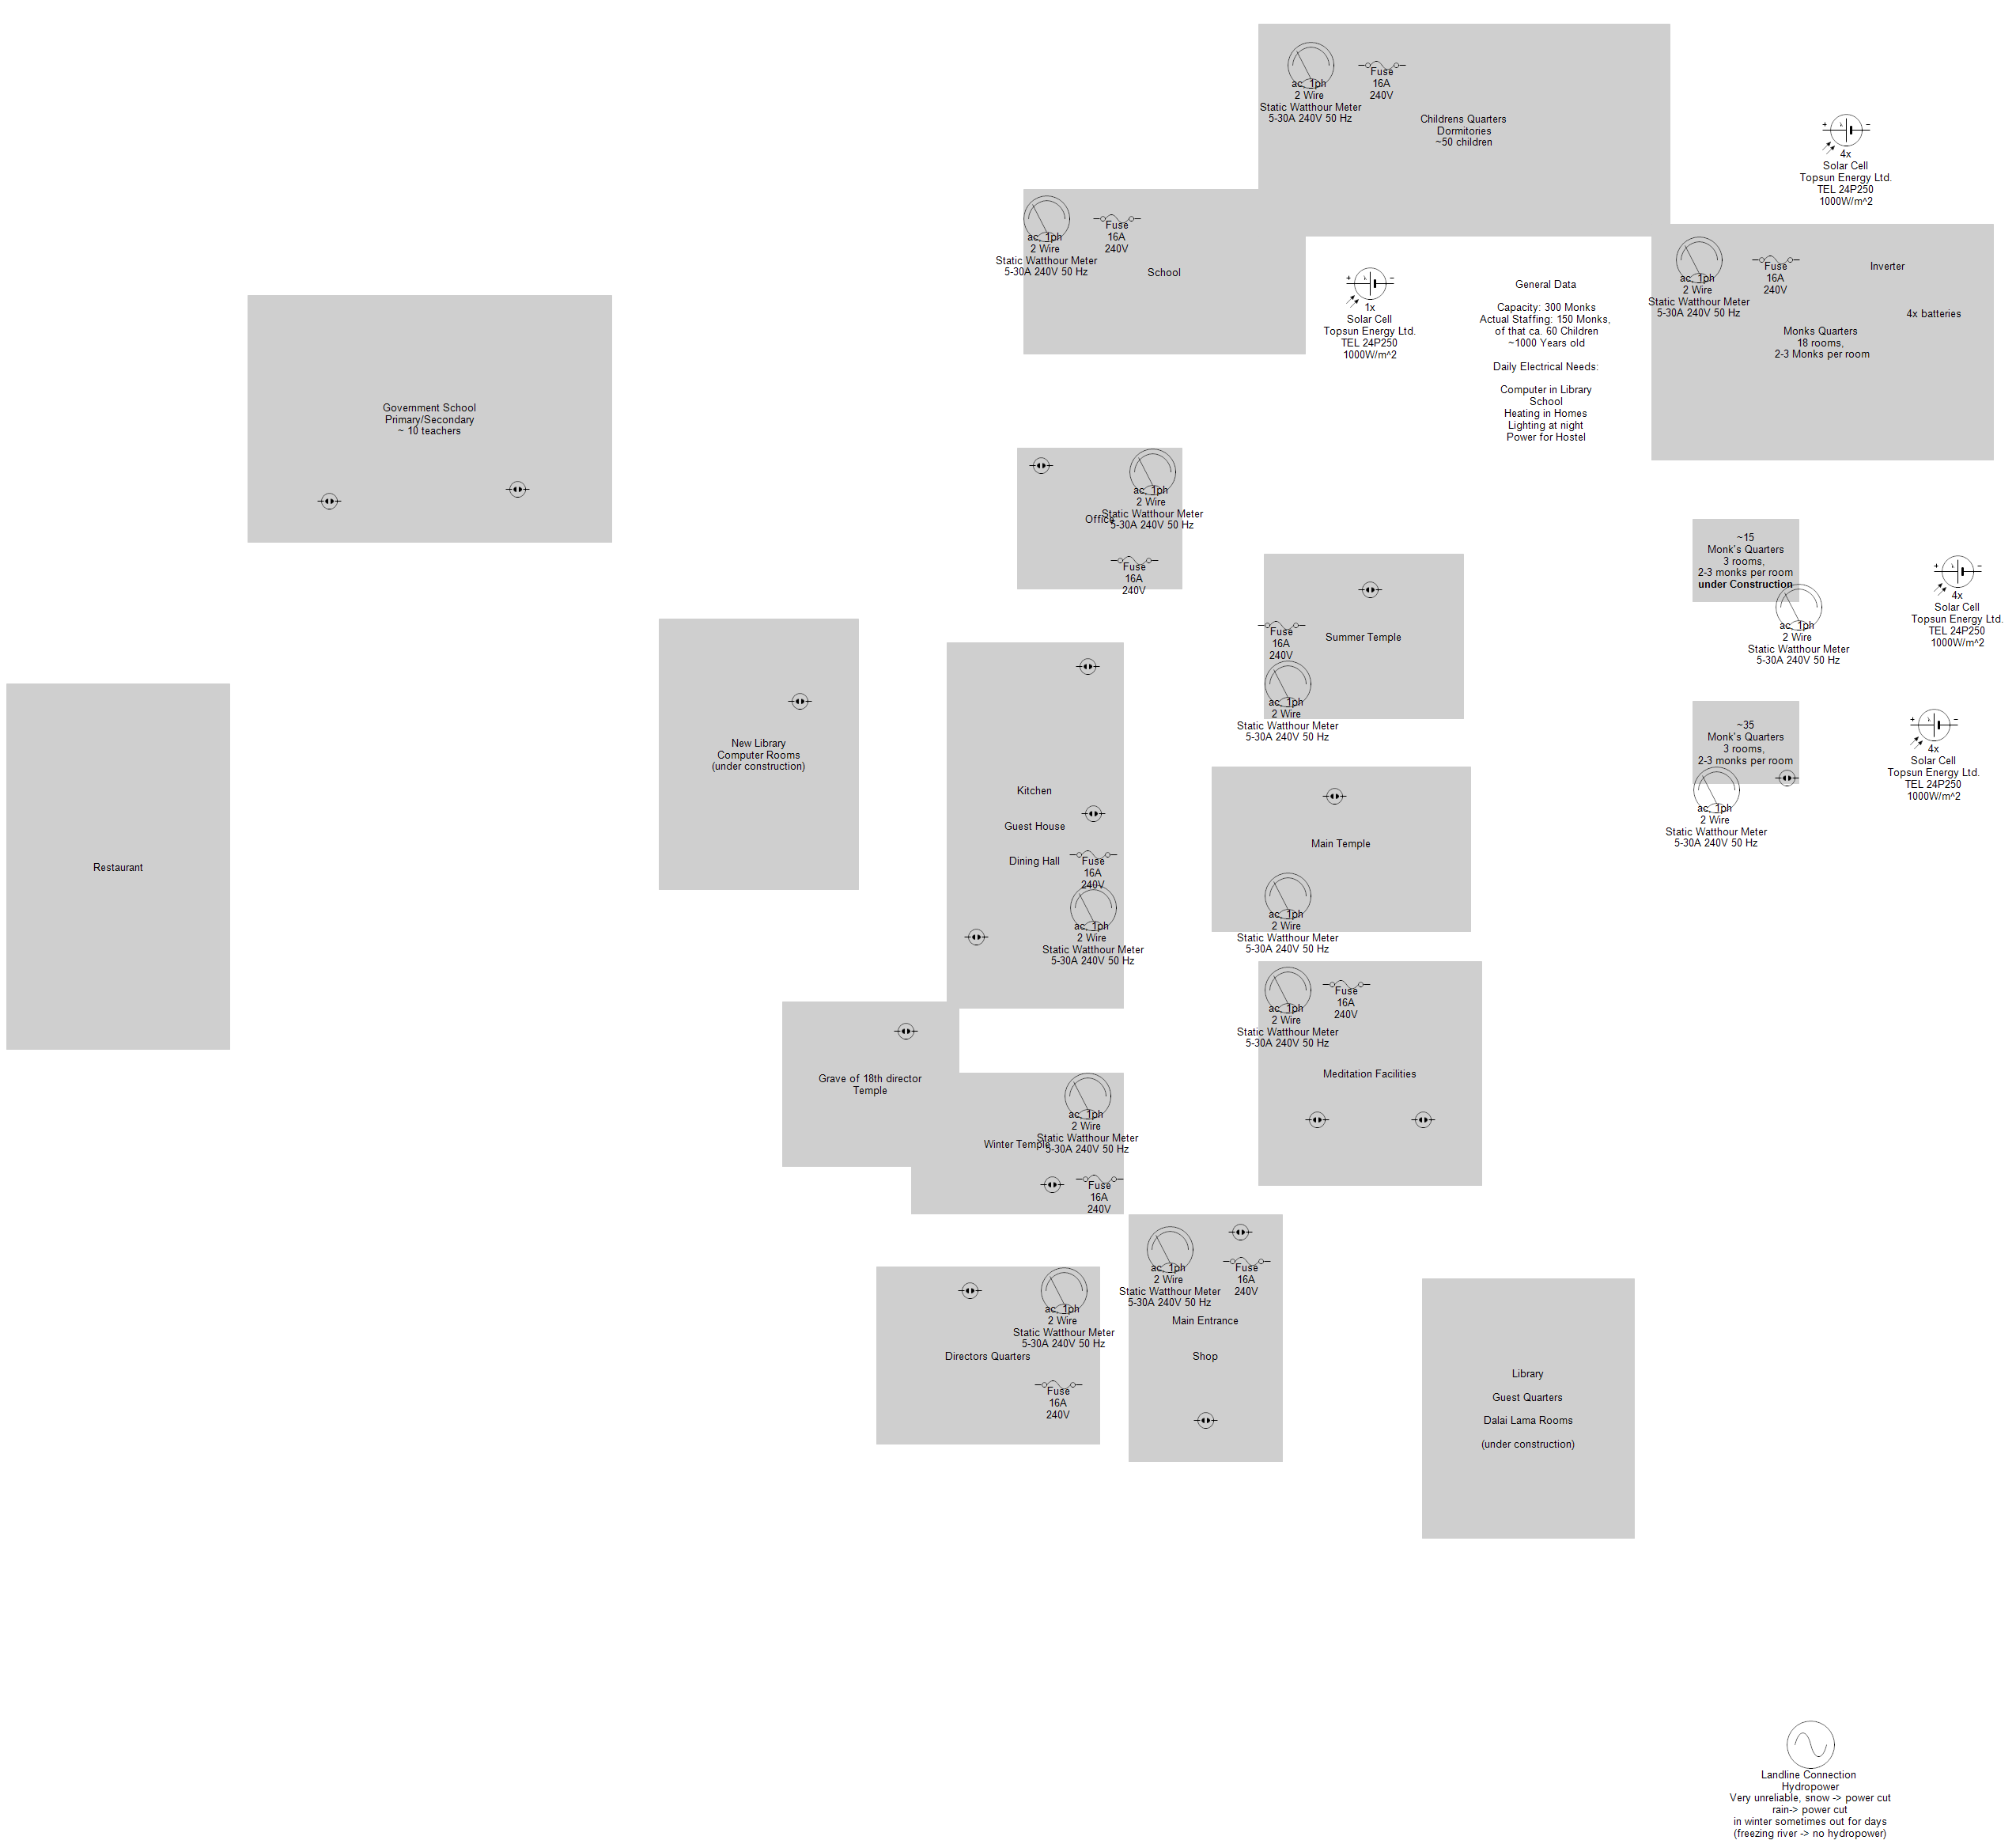 ac, 1ph
2 Wire
Static Watthour Meter
5-30A 240V 50 Hz
Fuse
16A
240V
Childrens Quarters
Dormitories
~50 children
+ λ −
4x
Solar Cell
Topsun Energy Ltd.
TEL 24P250
1000W/m^2
ac, 1ph
2 Wire
Static Watthour Meter
5-30A 240V 50 Hz
Fuse
16A
240V
School
+ λ −
1x
Solar Cell
Topsun Energy Ltd.
TEL 24P250
1000W/m^2
General Data
Capacity: 300 Monks
Actual Staffing: 150 Monks,
of that ca. 60 Children
~1000 Years old
Daily Electrical Needs:
Computer in Library
School
Heating in Homes
Lighting at night
Power for Hostel
ac, 1ph
2 Wire
Static Watthour Meter
5-30A 240V 50 Hz
Fuse
16A
240V
Inverter
4x batteries
Monks Quarters
18 rooms,
2-3 Monks per room
Government School
Primary/Secondary
~ 10 teachers
ac, 1ph
2 Wire
Static Watthour Meter
5-30A 240V 50 Hz
Office
Fuse
16A
240V
~15
Monk's Quarters
3 rooms,
2-3 monks per room
under Construction
ac, 1ph
2 Wire
Static Watthour Meter
5-30A 240V 50 Hz
+ λ −
4x
Solar Cell
Topsun Energy Ltd.
TEL 24P250
1000W/m^2
Fuse
16A
240V
Summer Temple
ac, 1ph
2 Wire
Static Watthour Meter
5-30A 240V 50 Hz
~35
Monk's Quarters
3 rooms,
2-3 monks per room
ac, 1ph
2 Wire
Static Watthour Meter
5-30A 240V 50 Hz
+ λ −
4x
Solar Cell
Topsun Energy Ltd.
TEL 24P250
1000W/m^2
Restaurant
New Library
Computer Rooms
(under construction)
Kitchen
Guest House
Dining Hall
Fuse
16A
240V
ac, 1ph
2 Wire
Static Watthour Meter
5-30A 240V 50 Hz
Main Temple
ac, 1ph
2 Wire
Static Watthour Meter
5-30A 240V 50 Hz
ac, 1ph
2 Wire
Static Watthour Meter
5-30A 240V 50 Hz
Fuse
16A
240V
Meditation Facilities
Grave of 18th director
Temple
ac, 1ph
2 Wire
Static Watthour Meter
5-30A 240V 50 Hz
Winter Temple
Fuse
16A
240V
ac, 1ph
2 Wire
Static Watthour Meter
5-30A 240V 50 Hz
Directors Quarters
Fuse
16A
240V
ac, 1ph
2 Wire
Static Watthour Meter
5-30A 240V 50 Hz
Fuse
16A
240V
Main Entrance
Shop
Library
Guest Quarters
Dalai Lama Rooms
(under construction)
Landline Connection
Hydropower
Very unreliable, snow -> power cut
rain-> power cut
in winter sometimes out for days
(freezing river -> no hydropower)